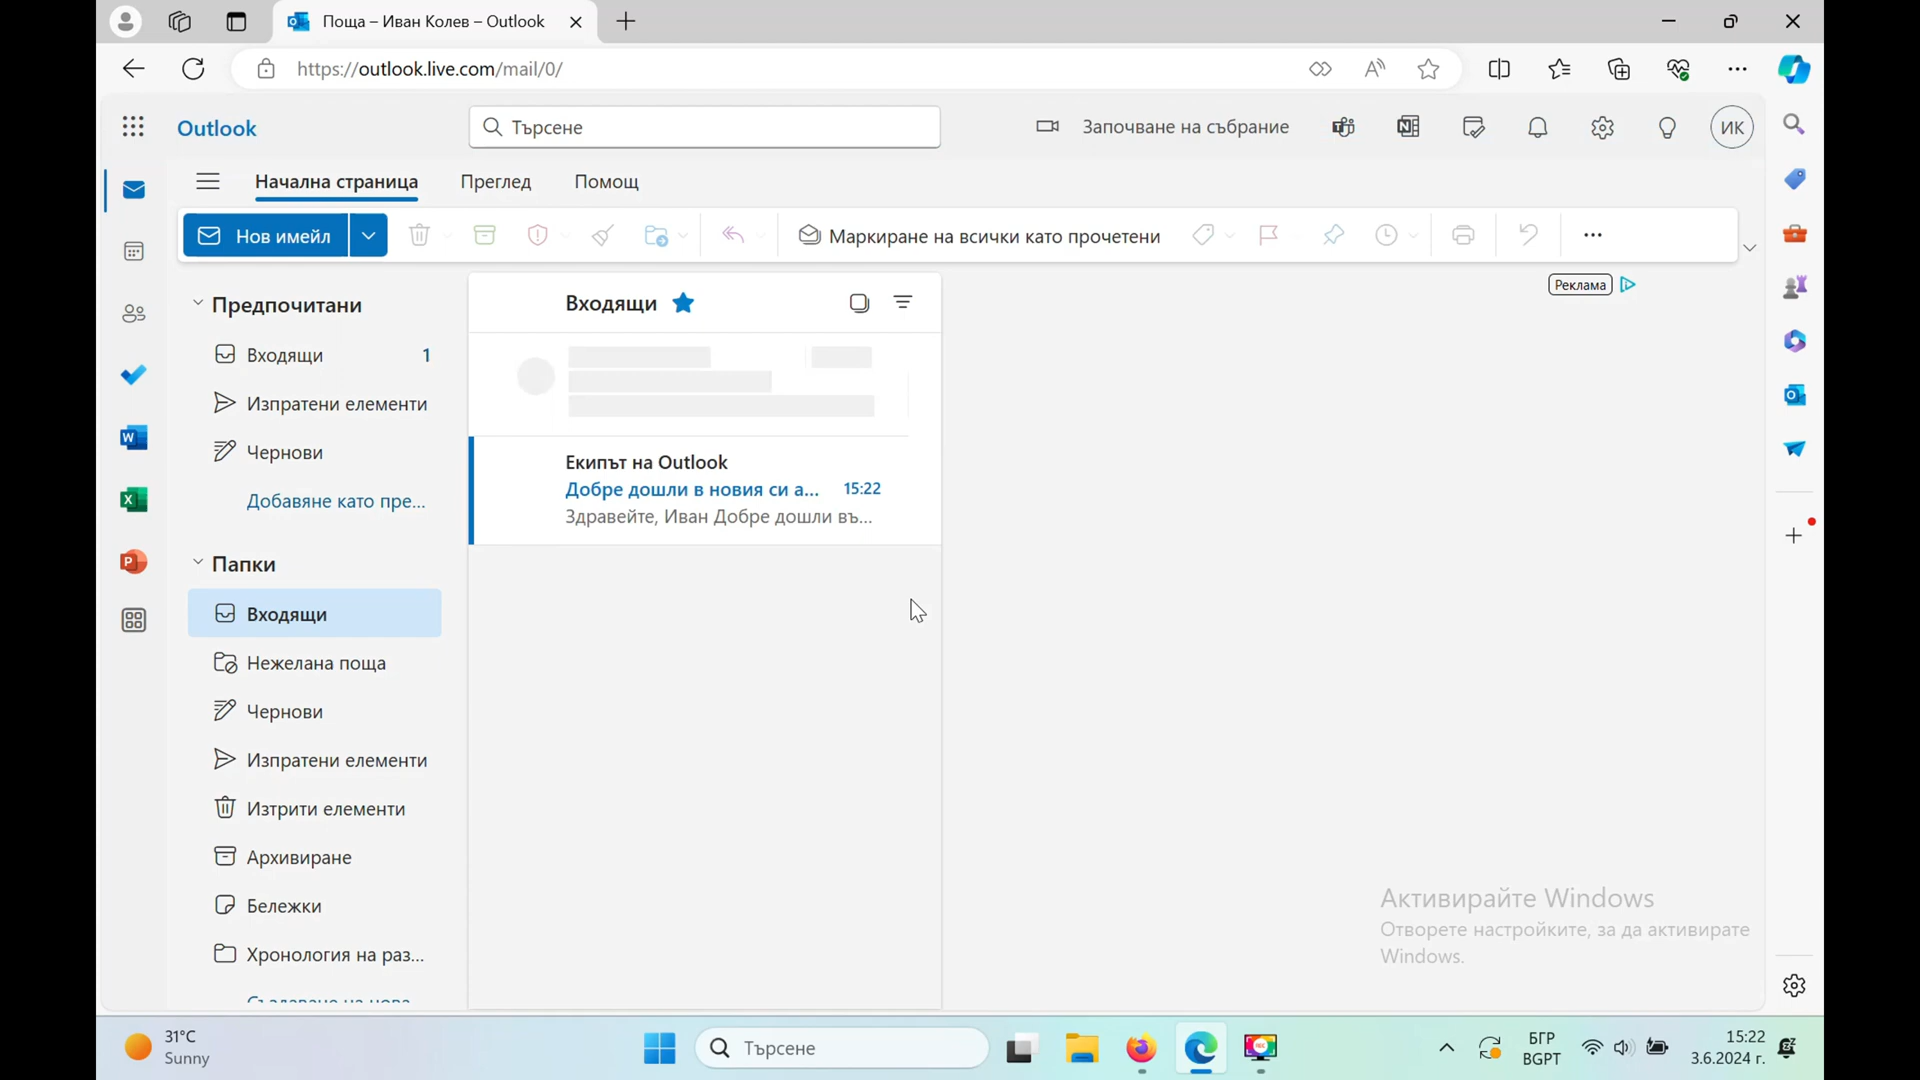 Поща – Иван Колев – Outlook
https://outlook.live.com/mail/0/
Outlook
Търсене
Започване на събрание
ИК
Начална страница
Преглед
Помощ
Нов имейл
Маркиране на всички като прочетени
Предпочитани
Входящи 1
Изпратени елементи
Чернови
Добавяне като пре...
Папки
Входящи
Нежелана поща
Чернови
Изпратени елементи
Изтрити елементи
Архивиране
Бележки
Хронология на раз...
Входящи
Екипът на Outlook
Добре дошли в новия си а... 15:22
Здравейте, Иван Добре дошли въ...
Реклама
Активирайте Windows
Отворете настройките, за да активирате
Windows.
31°C
Sunny
Търсене
БГР
BGPT
15:22
3.6.2024 г.